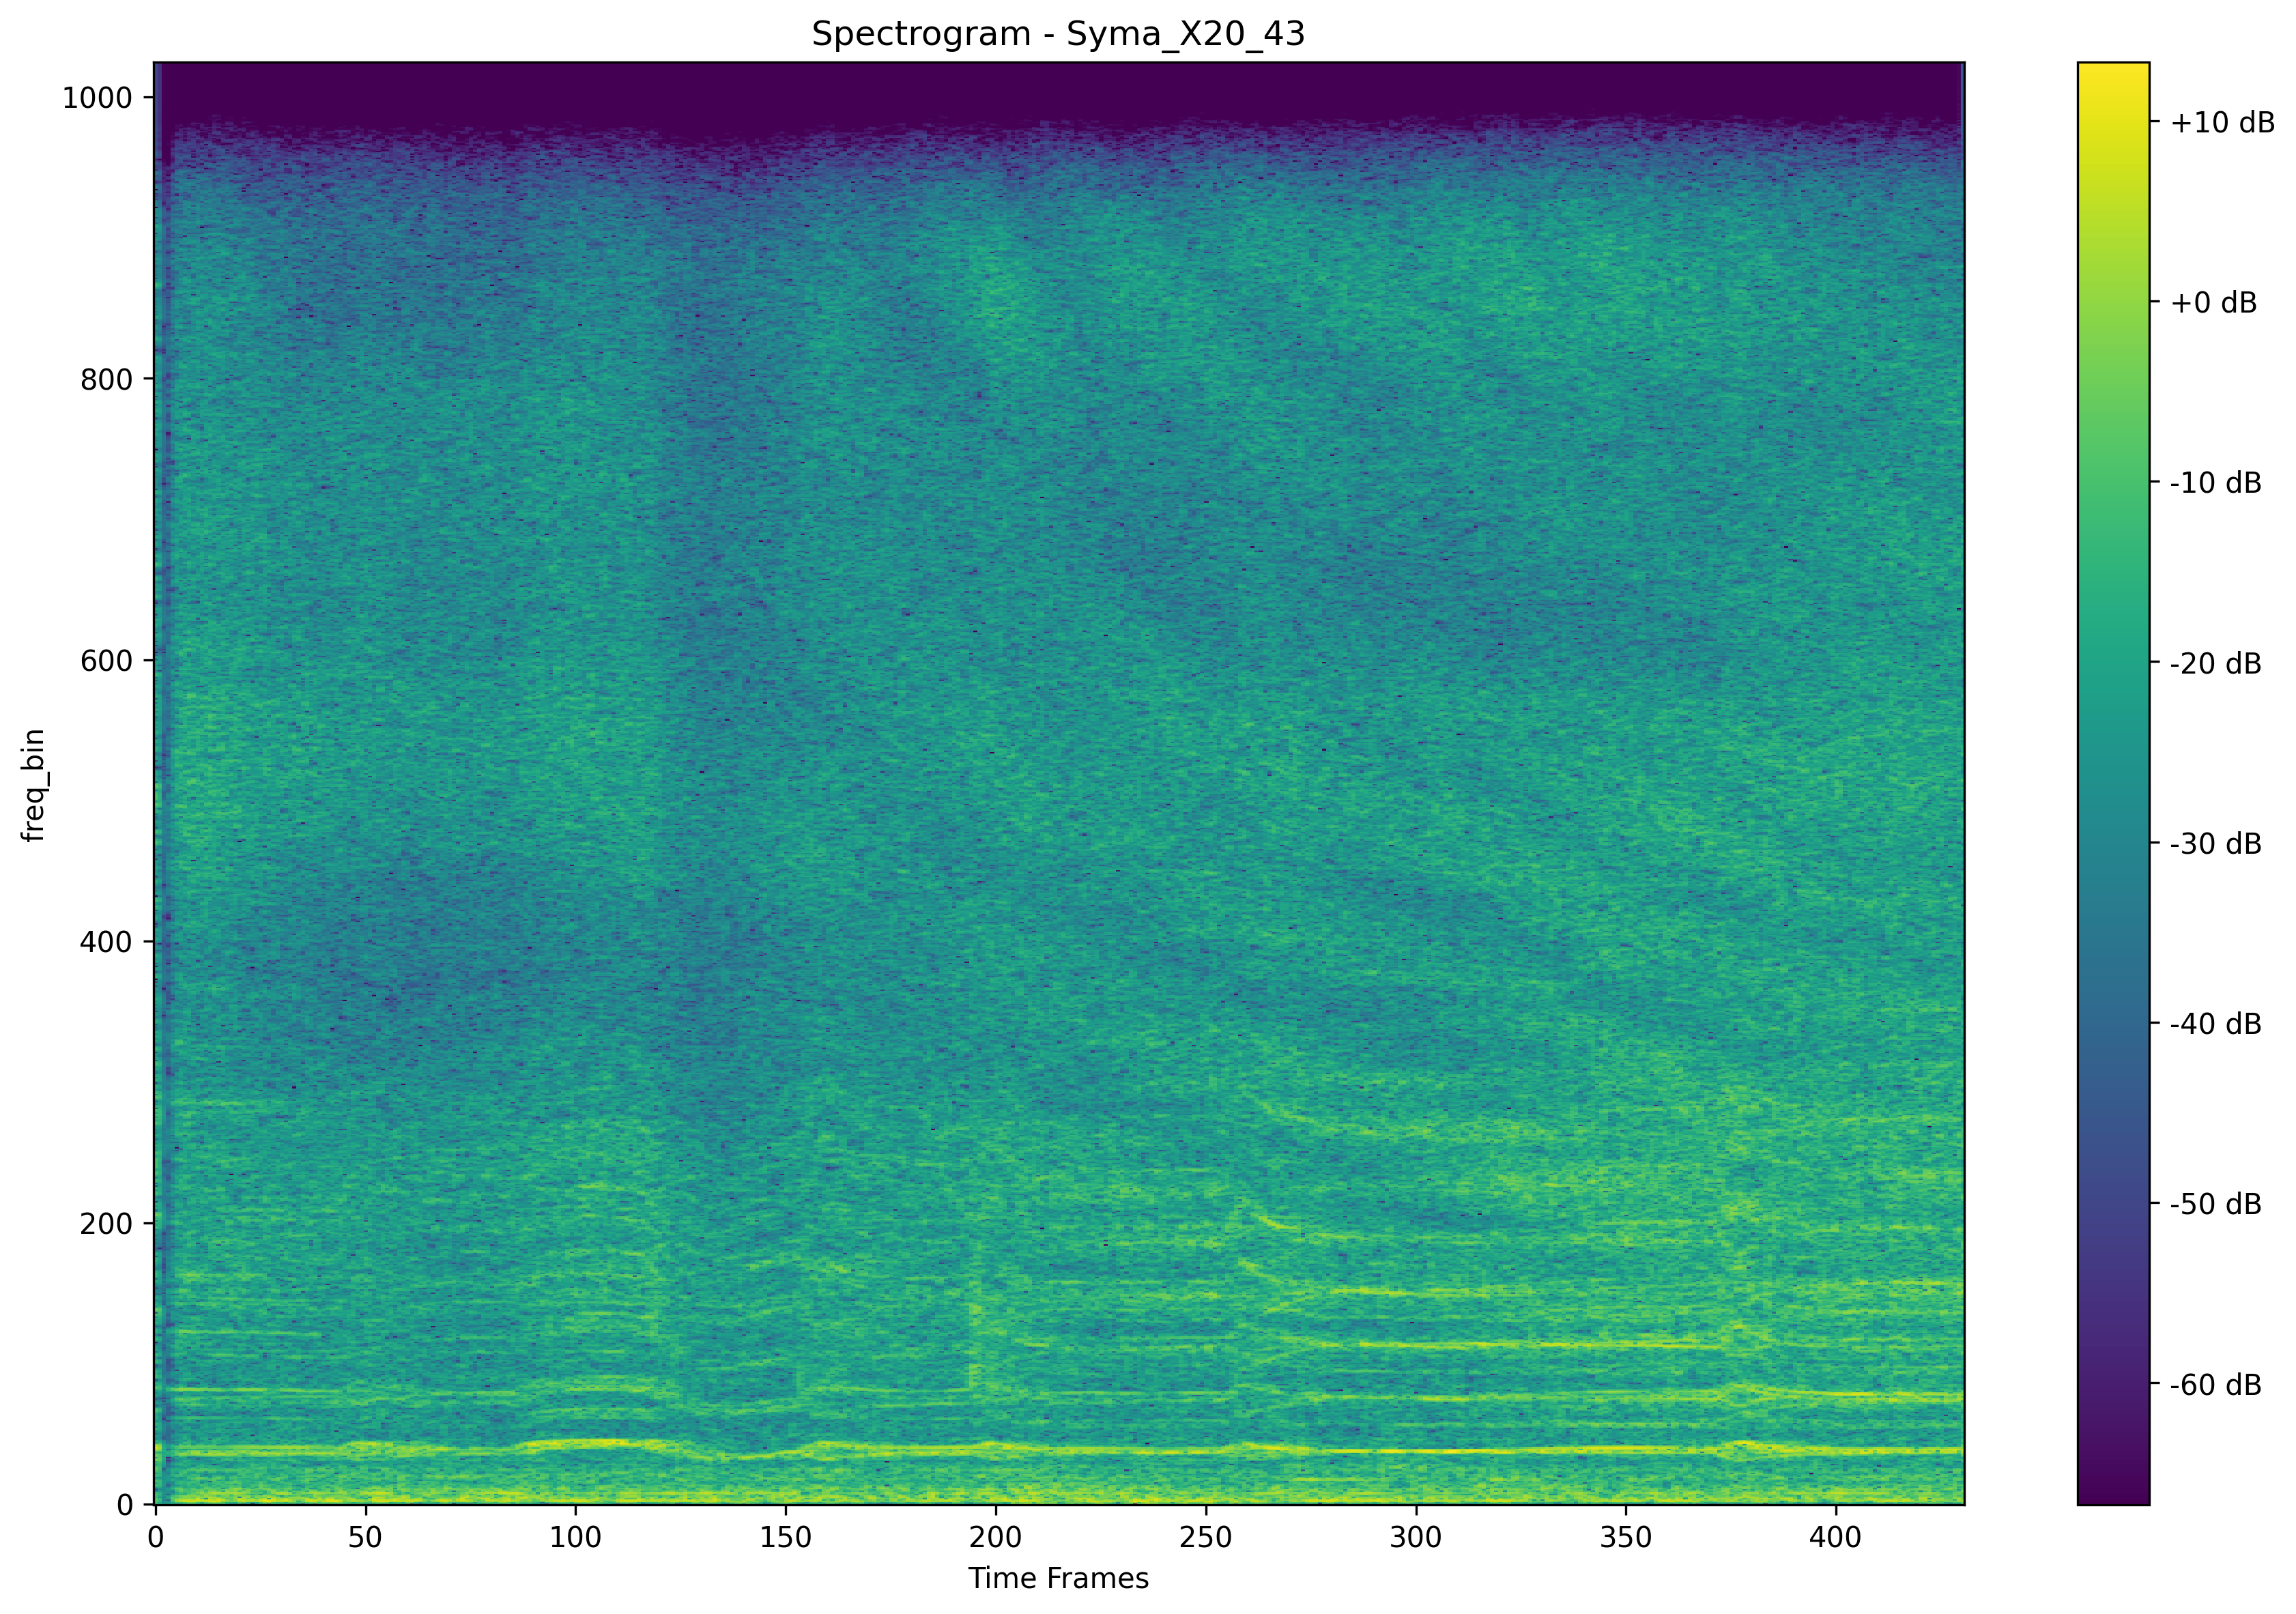 Spectrogram - Syma_X20_43
1000
800
600
400
200
0
freq_bin
0 50 100 150 200 250 300 350 400
Time Frames
+10 dB
+0 dB
-10 dB
-20 dB
-30 dB
-40 dB
-50 dB
-60 dB